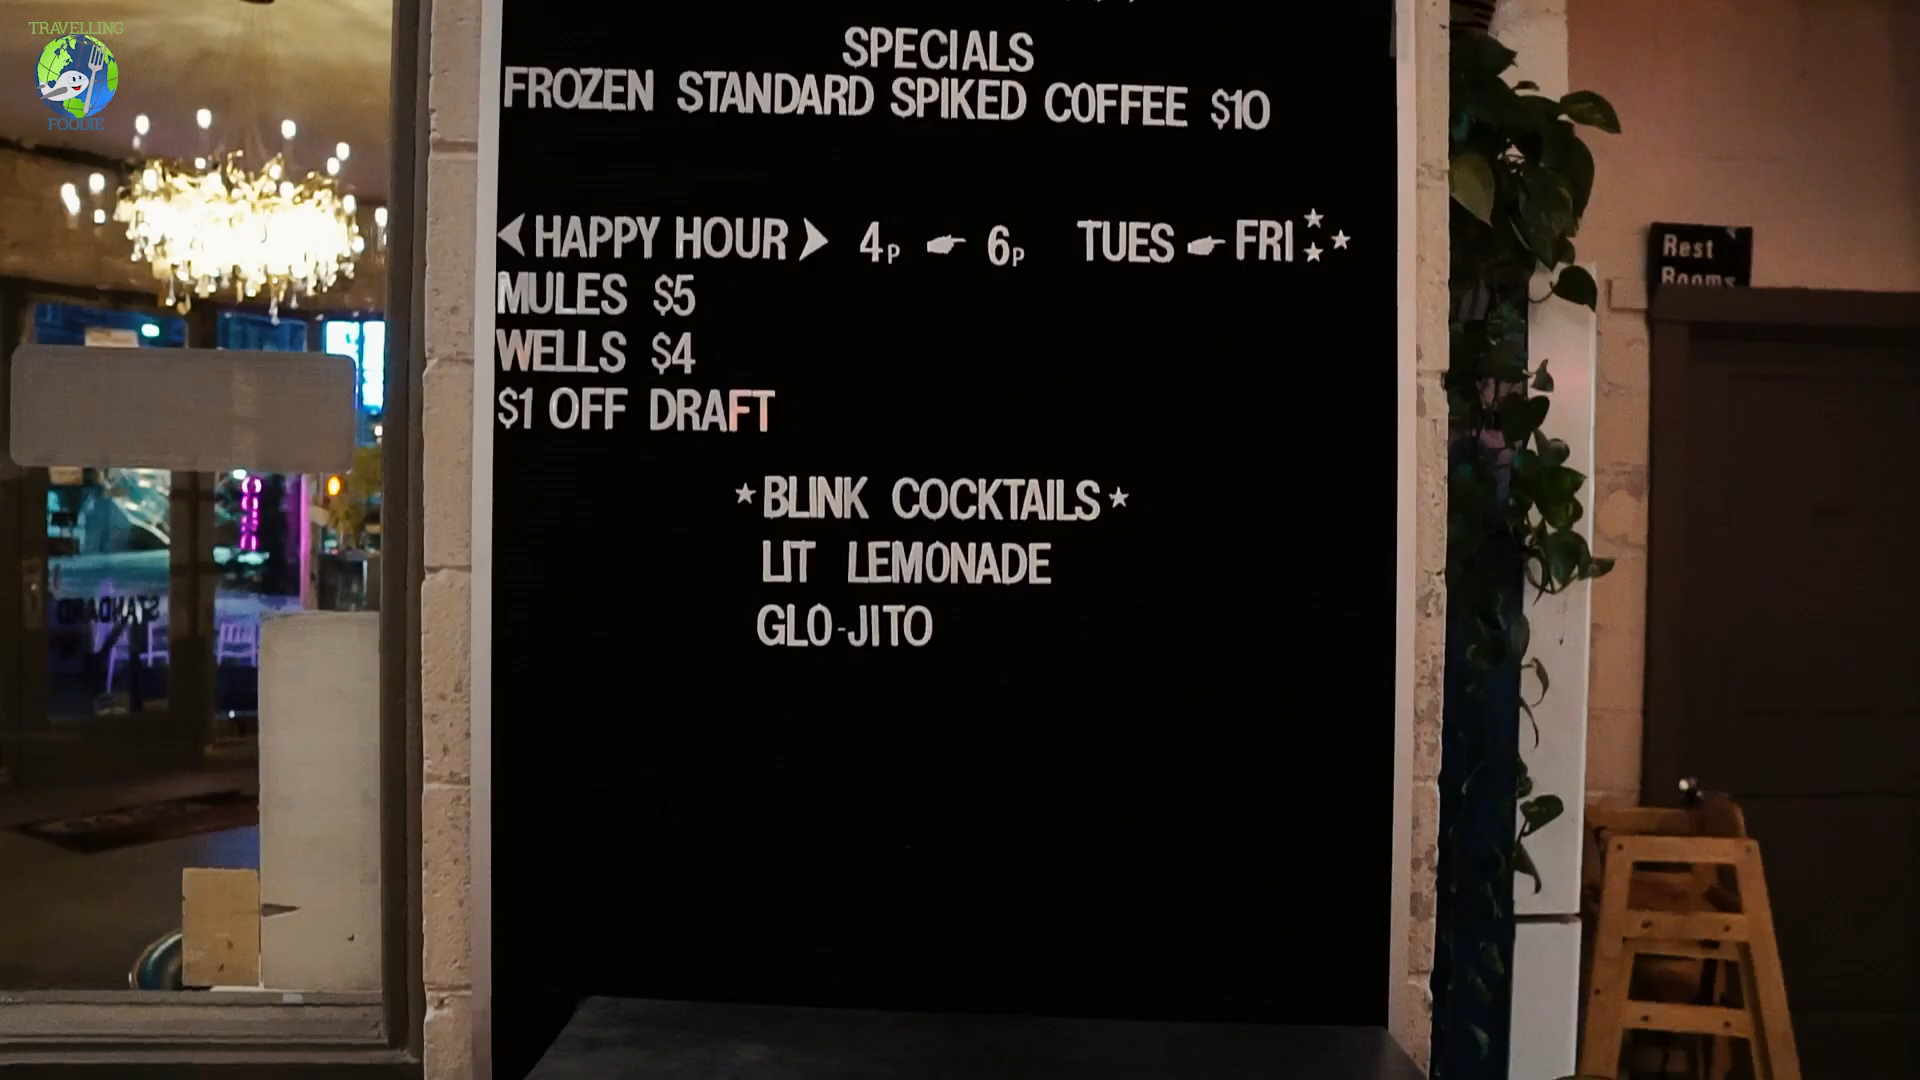 TRAVELLING
FOODIE
SPECIALS
FROZEN STANDARD SPIKED COFFEE $10
HAPPY HOUR 4P 6P TUES FRI
MULES $5
WELLS $4
$1 OFF DRAFT
*BLINK COCKTAILS*
LIT LEMONADE
GLO-JITO
Rest
Rooms
STANDARD